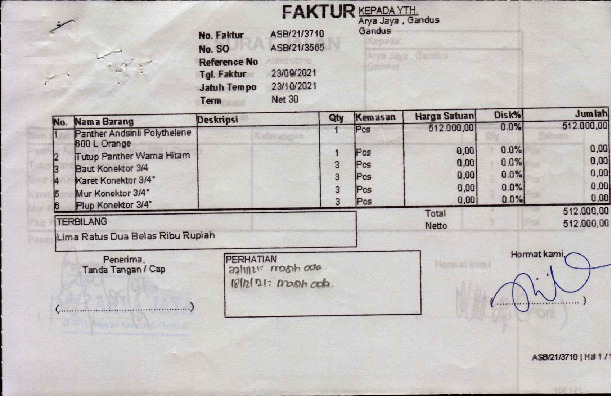 FAKTUR
KEPADA YTH.
Arya Jaya , Gandus
Gandus
No. Faktur ASB/21/3710
No. SO ASB/21/3505
Reference No
Tgl. Faktur 23/09/2021
Jatuh Tempo 23/10/2021
Term Net 30
No. Nama Barang Deskripsi Qty Kemasan Harga Satuan Disk% Jumlah
1 Panther Andsinli Polythelene 1 Pcs 512.000,00 0.0% 512.000,00
600 L Orange
2 Tutup Panther Warna Hitam 1 Pcs 0,00 0.0% 0,00
3 Baut Konektor 3/4 3 Pcs 0,00 0.0% 0,00
4 Karet Konektor 3/4" 3 Pcs 0,00 0.0% 0,00
5 Mur Konektor 3/4" 3 Pcs 0,00 0.0% 0,00
6 Plup Konektor 3/4" 3 Pcs 0,00 0.0% 0,00
Total 512.000,00
Netto 512.000,00
TERBILANG
Lima Ratus Dua Belas Ribu Rupiah
Penerima,
Tanda Tangan / Cap
PERHATIAN
masih ada
masih ada.
Hormat kami,
ASB/21/3710 | Hal 1 / 1